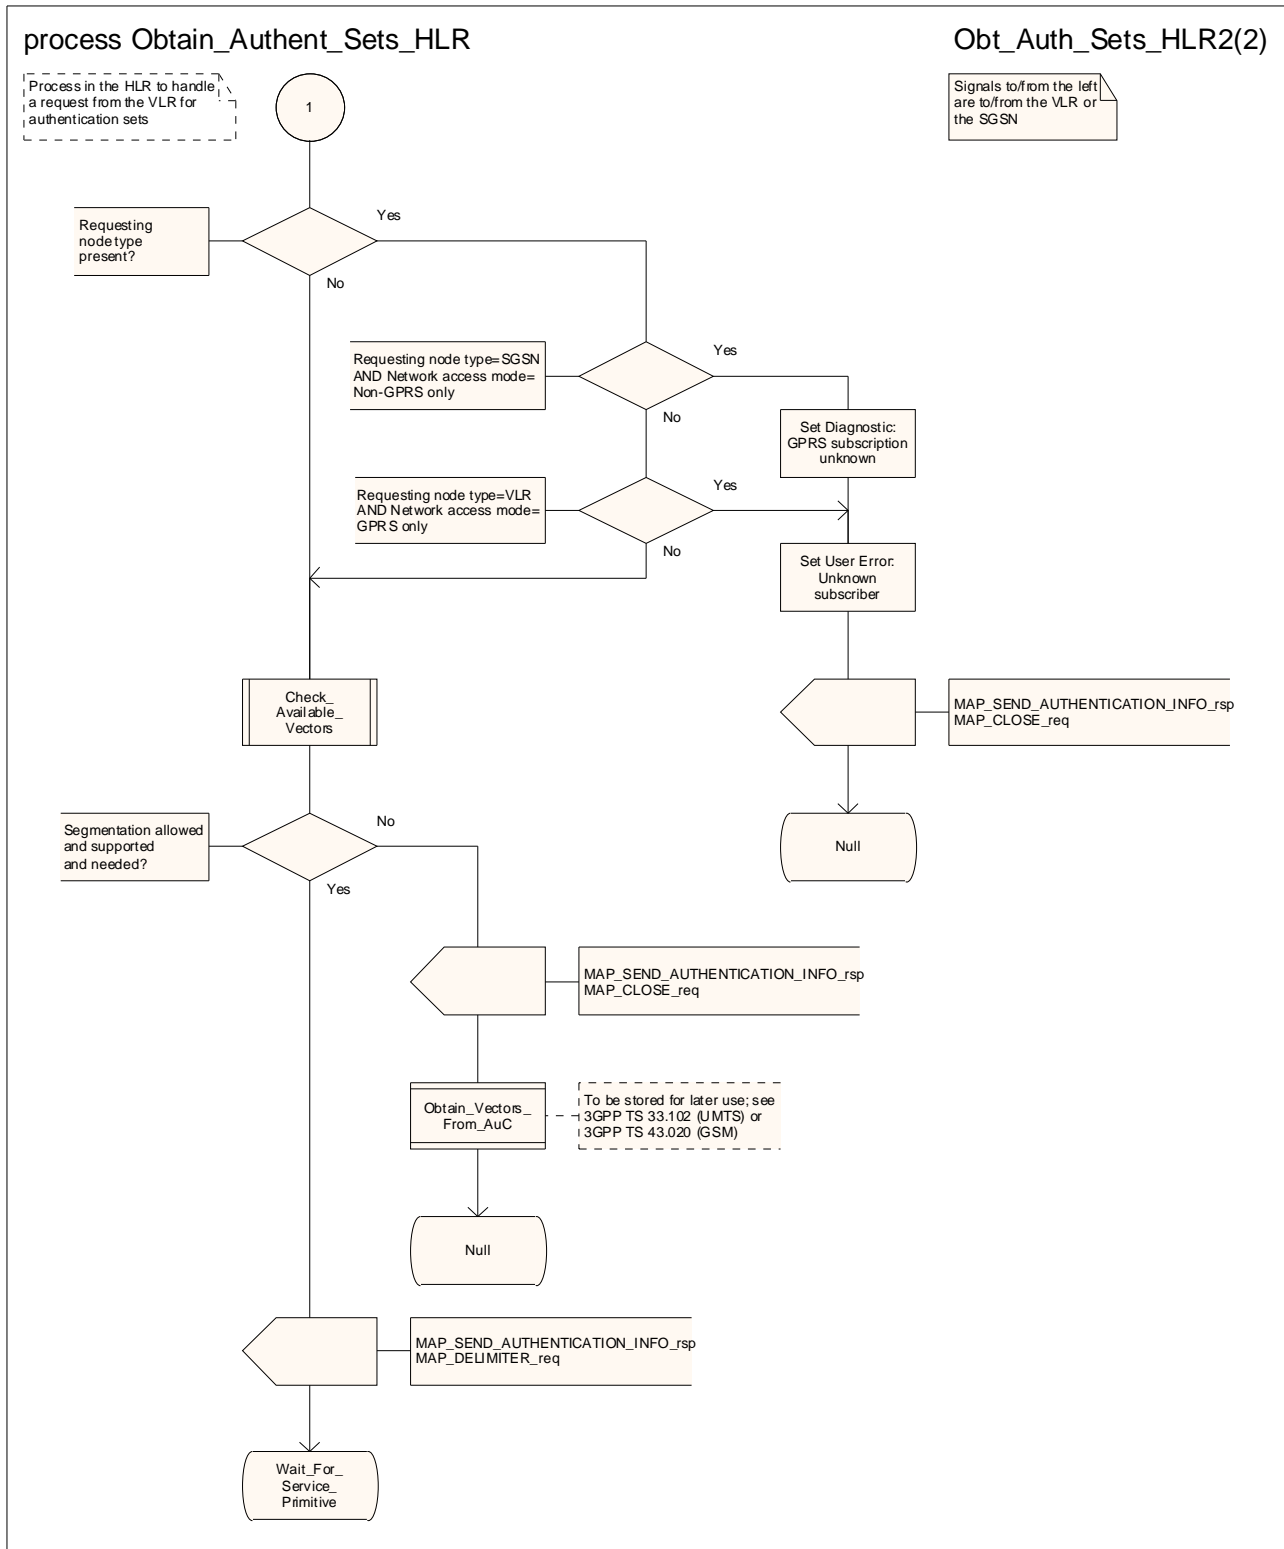 process Obtain_Authent_Sets_HLR
Obt_Auth_Sets_HLR2(2)
Process in the HLR to handle
a request from the VLR for
authentication sets
1
Signals to/from the left
are to/from the VLR or
the SGSN
Requesting
node type
present?
Yes
No
Requesting node type=SGSN
AND Network access mode=
Non-GPRS only
Yes
No
Set Diagnostic:
GPRS subscription
unknown
Requesting node type=VLR
AND Network access mode=
GPRS only
Yes
No
Set User Error:
Unknown
subscriber
Check_
Available_
Vectors
MAP_SEND_AUTHENTICATION_INFO_rsp
MAP_CLOSE_req
Segmentation allowed
and supported
and needed?
No
Yes
Null
MAP_SEND_AUTHENTICATION_INFO_rsp
MAP_CLOSE_req
Obtain_Vectors_
From_AuC
To be stored for later use; see
3GPP TS 33.102 (UMTS) or
3GPP TS 43.020 (GSM)
Null
MAP_SEND_AUTHENTICATION_INFO_rsp
MAP_DELIMITER_req
Wait_For_
Service_
Primitive